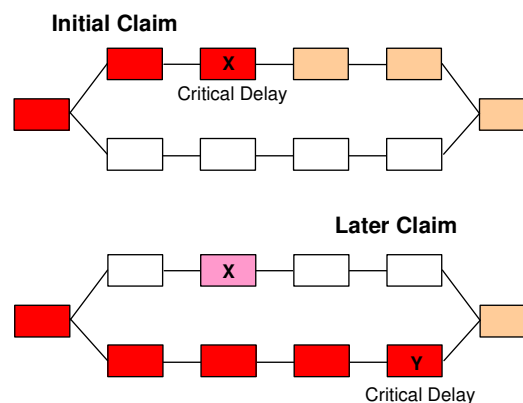 Initial Claim
X
Critical Delay
Later Claim
X
Y
Critical Delay